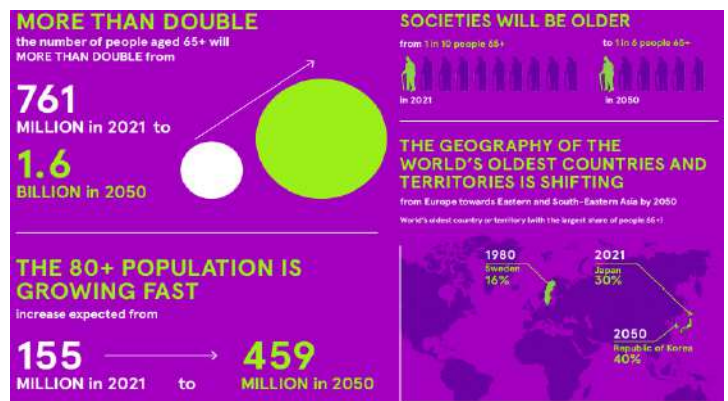 MORE THAN DOUBLE
the number of people aged 65+ will
MORE THAN DOUBLE from
761
MILLION in 2021 to
1.6
BILLION in 2050
THE 80+ POPULATION IS
GROWING FAST
increase expected from
155
MILLION in 2021 to
459
MILLION in 2050
SOCIETIES WILL BE OLDER
from 1 in 10 people 65+
to 1 in 6 people 65+
in 2021
in 2050
THE GEOGRAPHY OF THE
WORLD'S OLDEST COUNTRIES AND
TERRITORIES IS SHIFTING
from Europe towards Eastern and South-Eastern Asia by 2050
World's oldest country or territory (with the largest share of people 65+)
1980
Sweden
16%
2021
Japan
30%
2050
Republic of Korea
40%